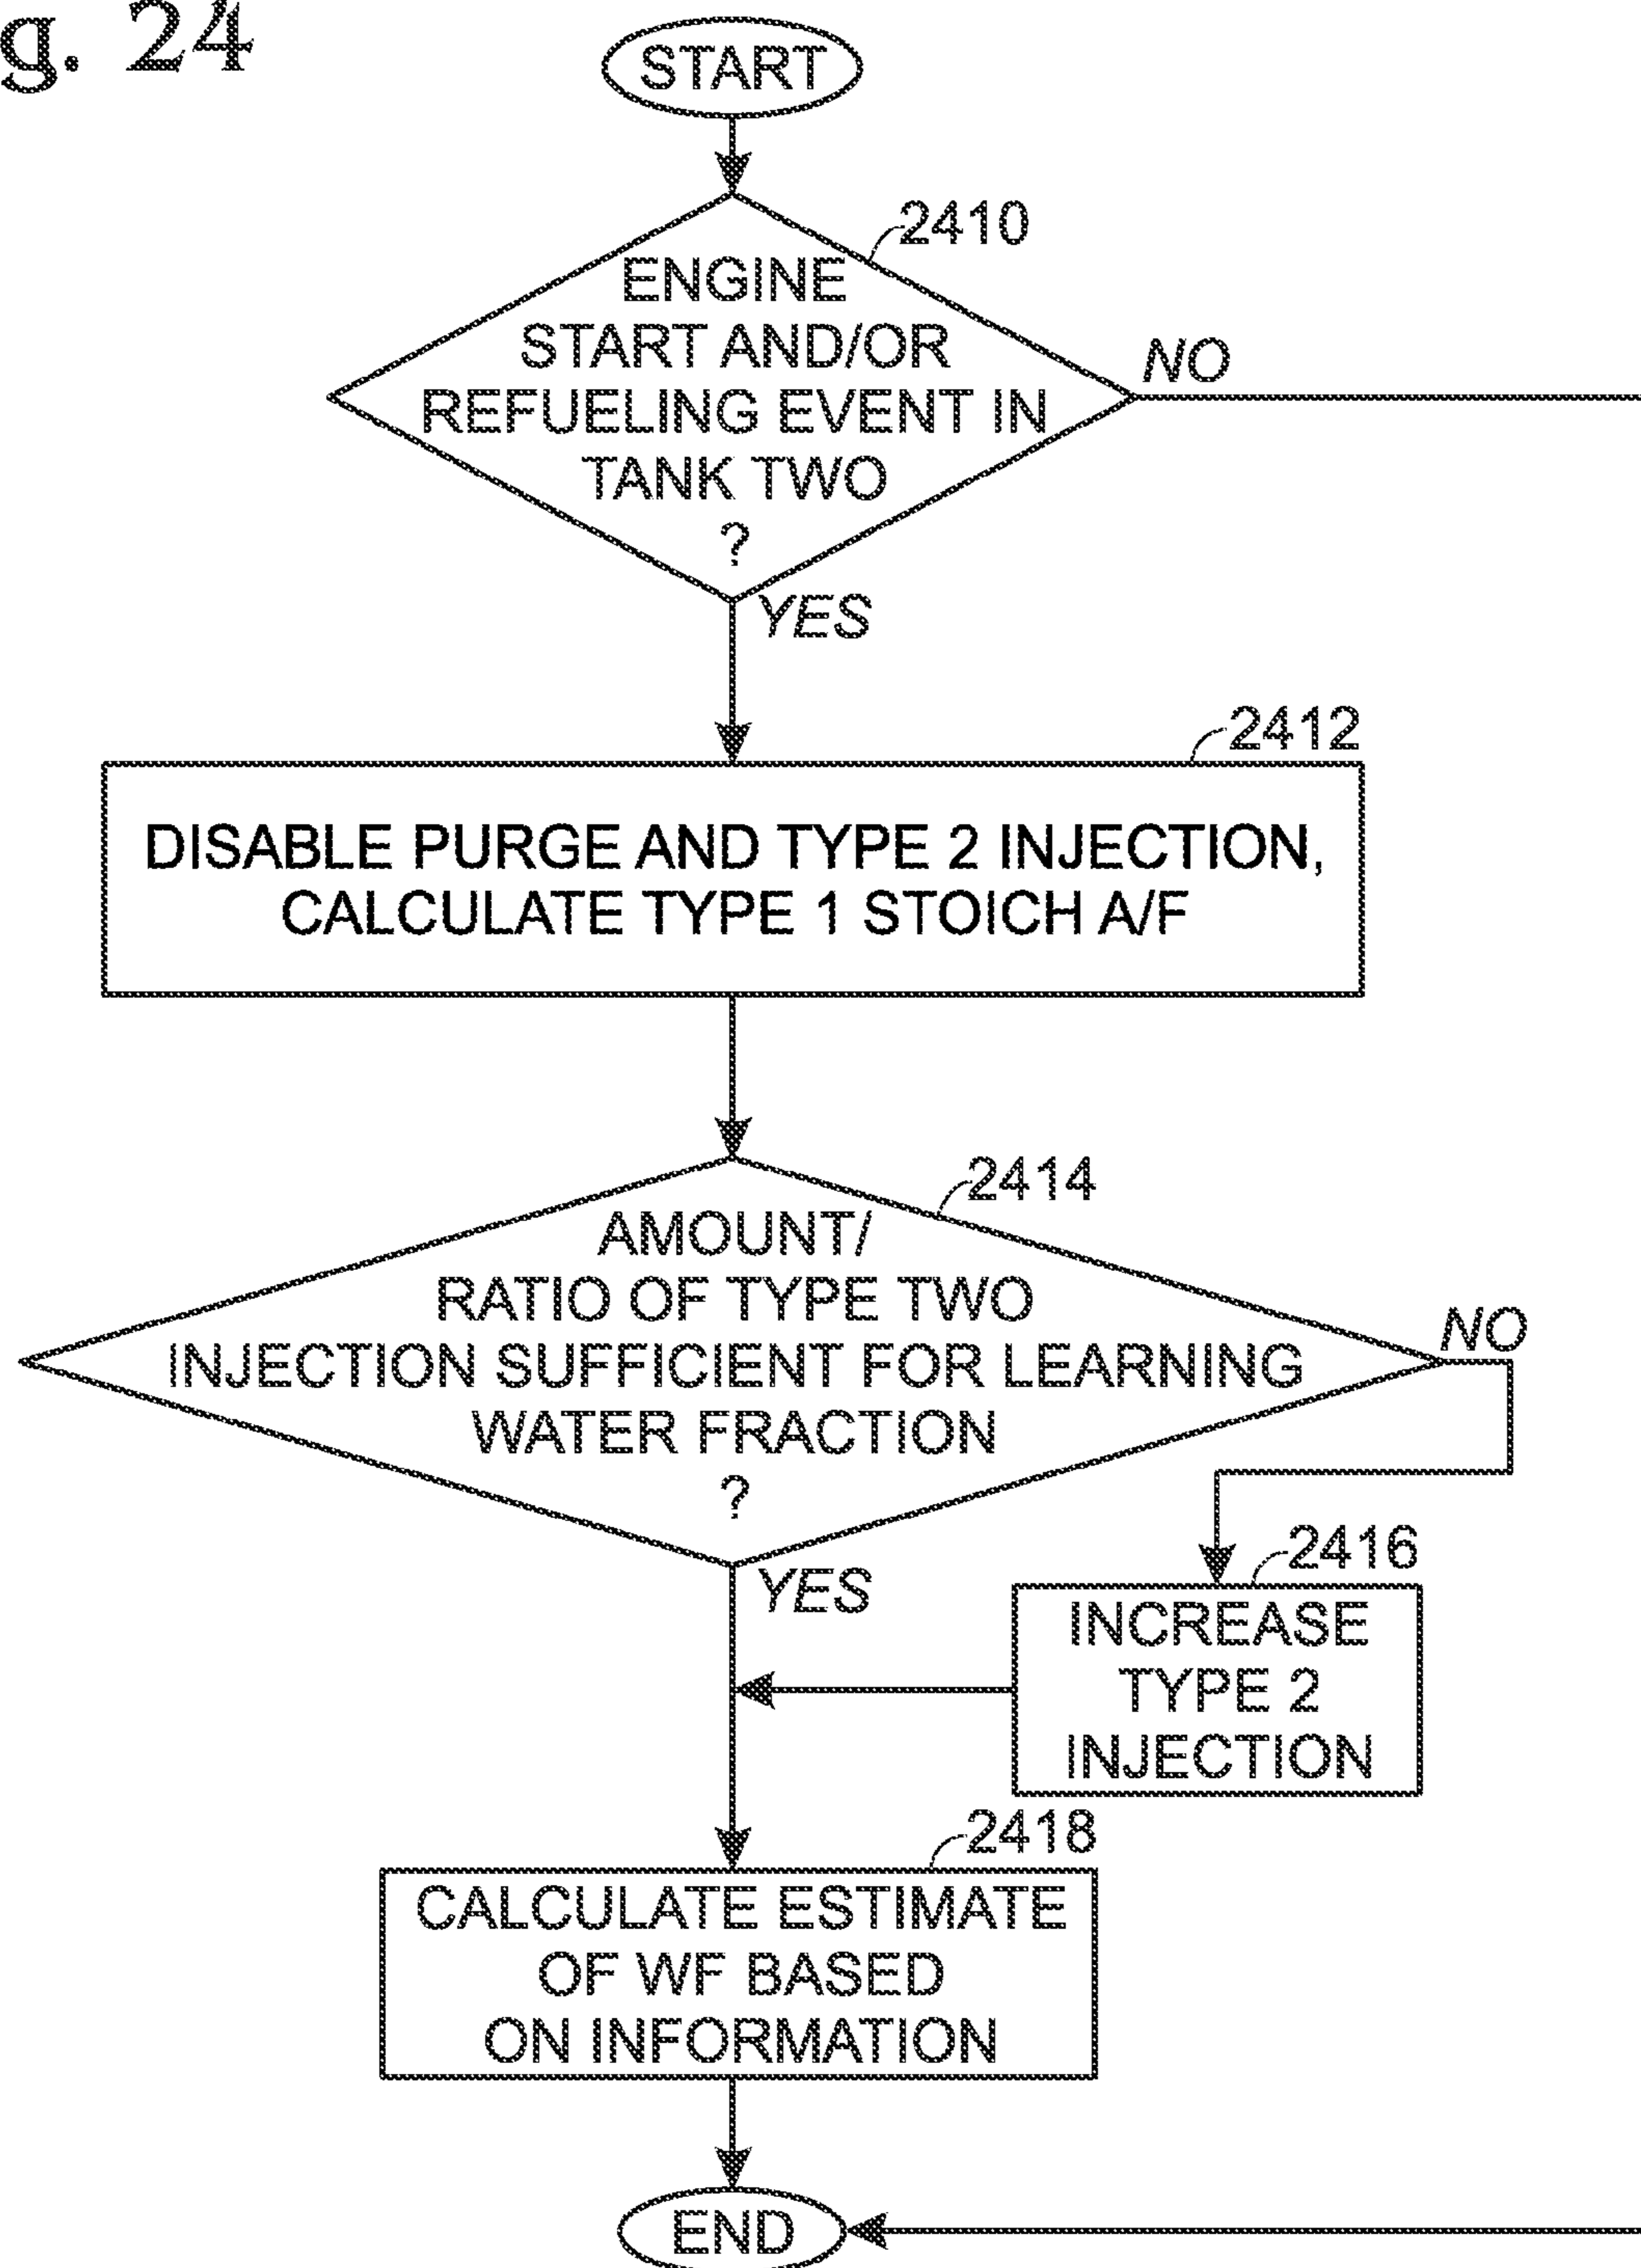 g. 24
START
2410
ENGINE
START AND/OR
REFUELING EVENT IN
TANK TWO
?
NO
YES
2412
DISABLE PURGE AND TYPE 2 INJECTION,
CALCULATE TYPE 1 STOICH A/F
2414
AMOUNT/
RATIO OF TYPE TWO
INJECTION SUFFICIENT FOR LEARNING
WATER FRACTION
?
NO
YES
2416
INCREASE
TYPE 2
INJECTION
2418
CALCULATE ESTIMATE
OF WF BASED
ON INFORMATION
END